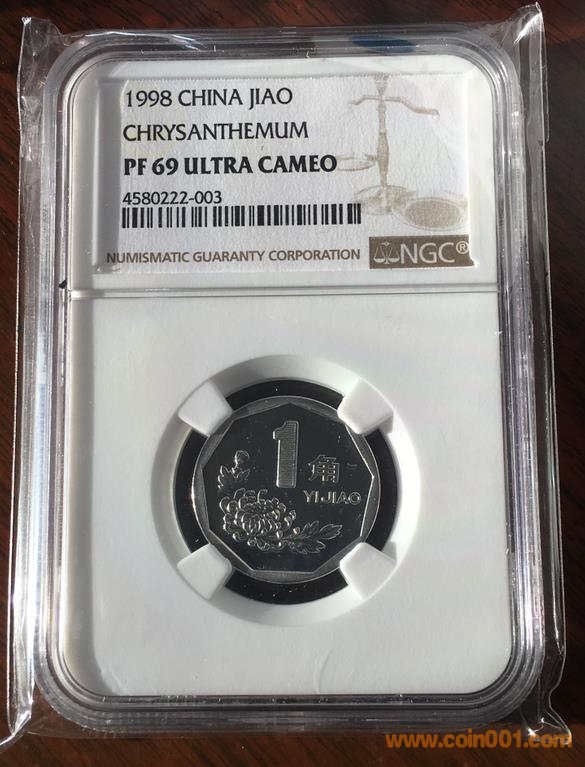 1998 CHINA JIAO
CHRYSANTHEMUM
PF 69 ULTRA CAMEO
4580222-003
NUMISMATIC GUARANTY CORPORATION NGC®
1角
YI JIAO
www.coin001.com